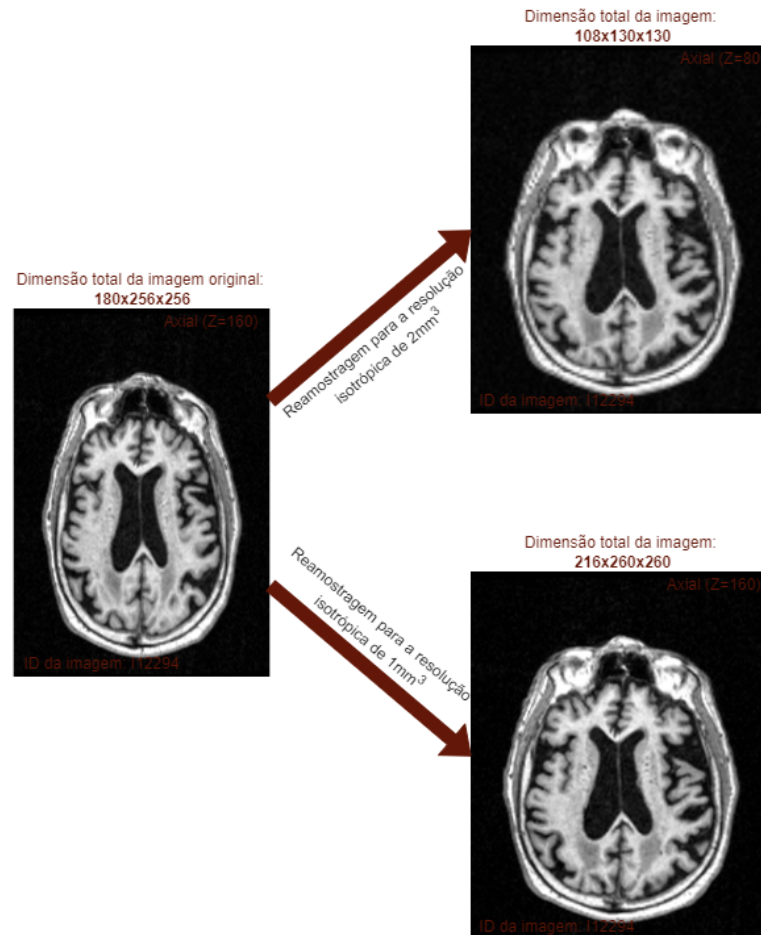 Dimensão total da imagem:
108x130x130
Axial (Z=80)
ID da imagem: I12294
Dimensão total da imagem original:
180x256x256
Axial (Z=160)
ID da imagem: I12294
Reamostragem para a resolução
isotrópica de 2mm³
Reamostragem para a resolução
isotrópica de 1mm³
Dimensão total da imagem:
216x260x260
Axial (Z=160)
ID da imagem: I12294